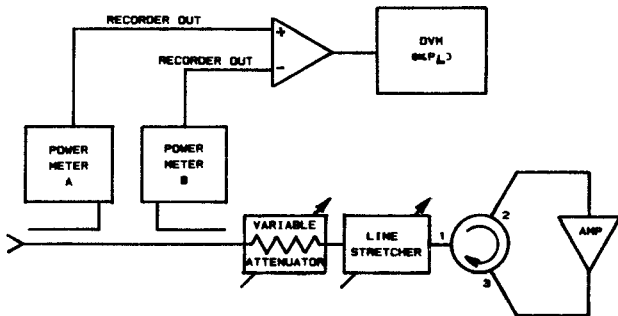 RECORDER OUT
RECORDER OUT
+
-
DVM
POWER
METER
A
POWER
METER
B
VARIABLE
ATTENUATOR
LINE
STRETCHER
1
2
3
AMP